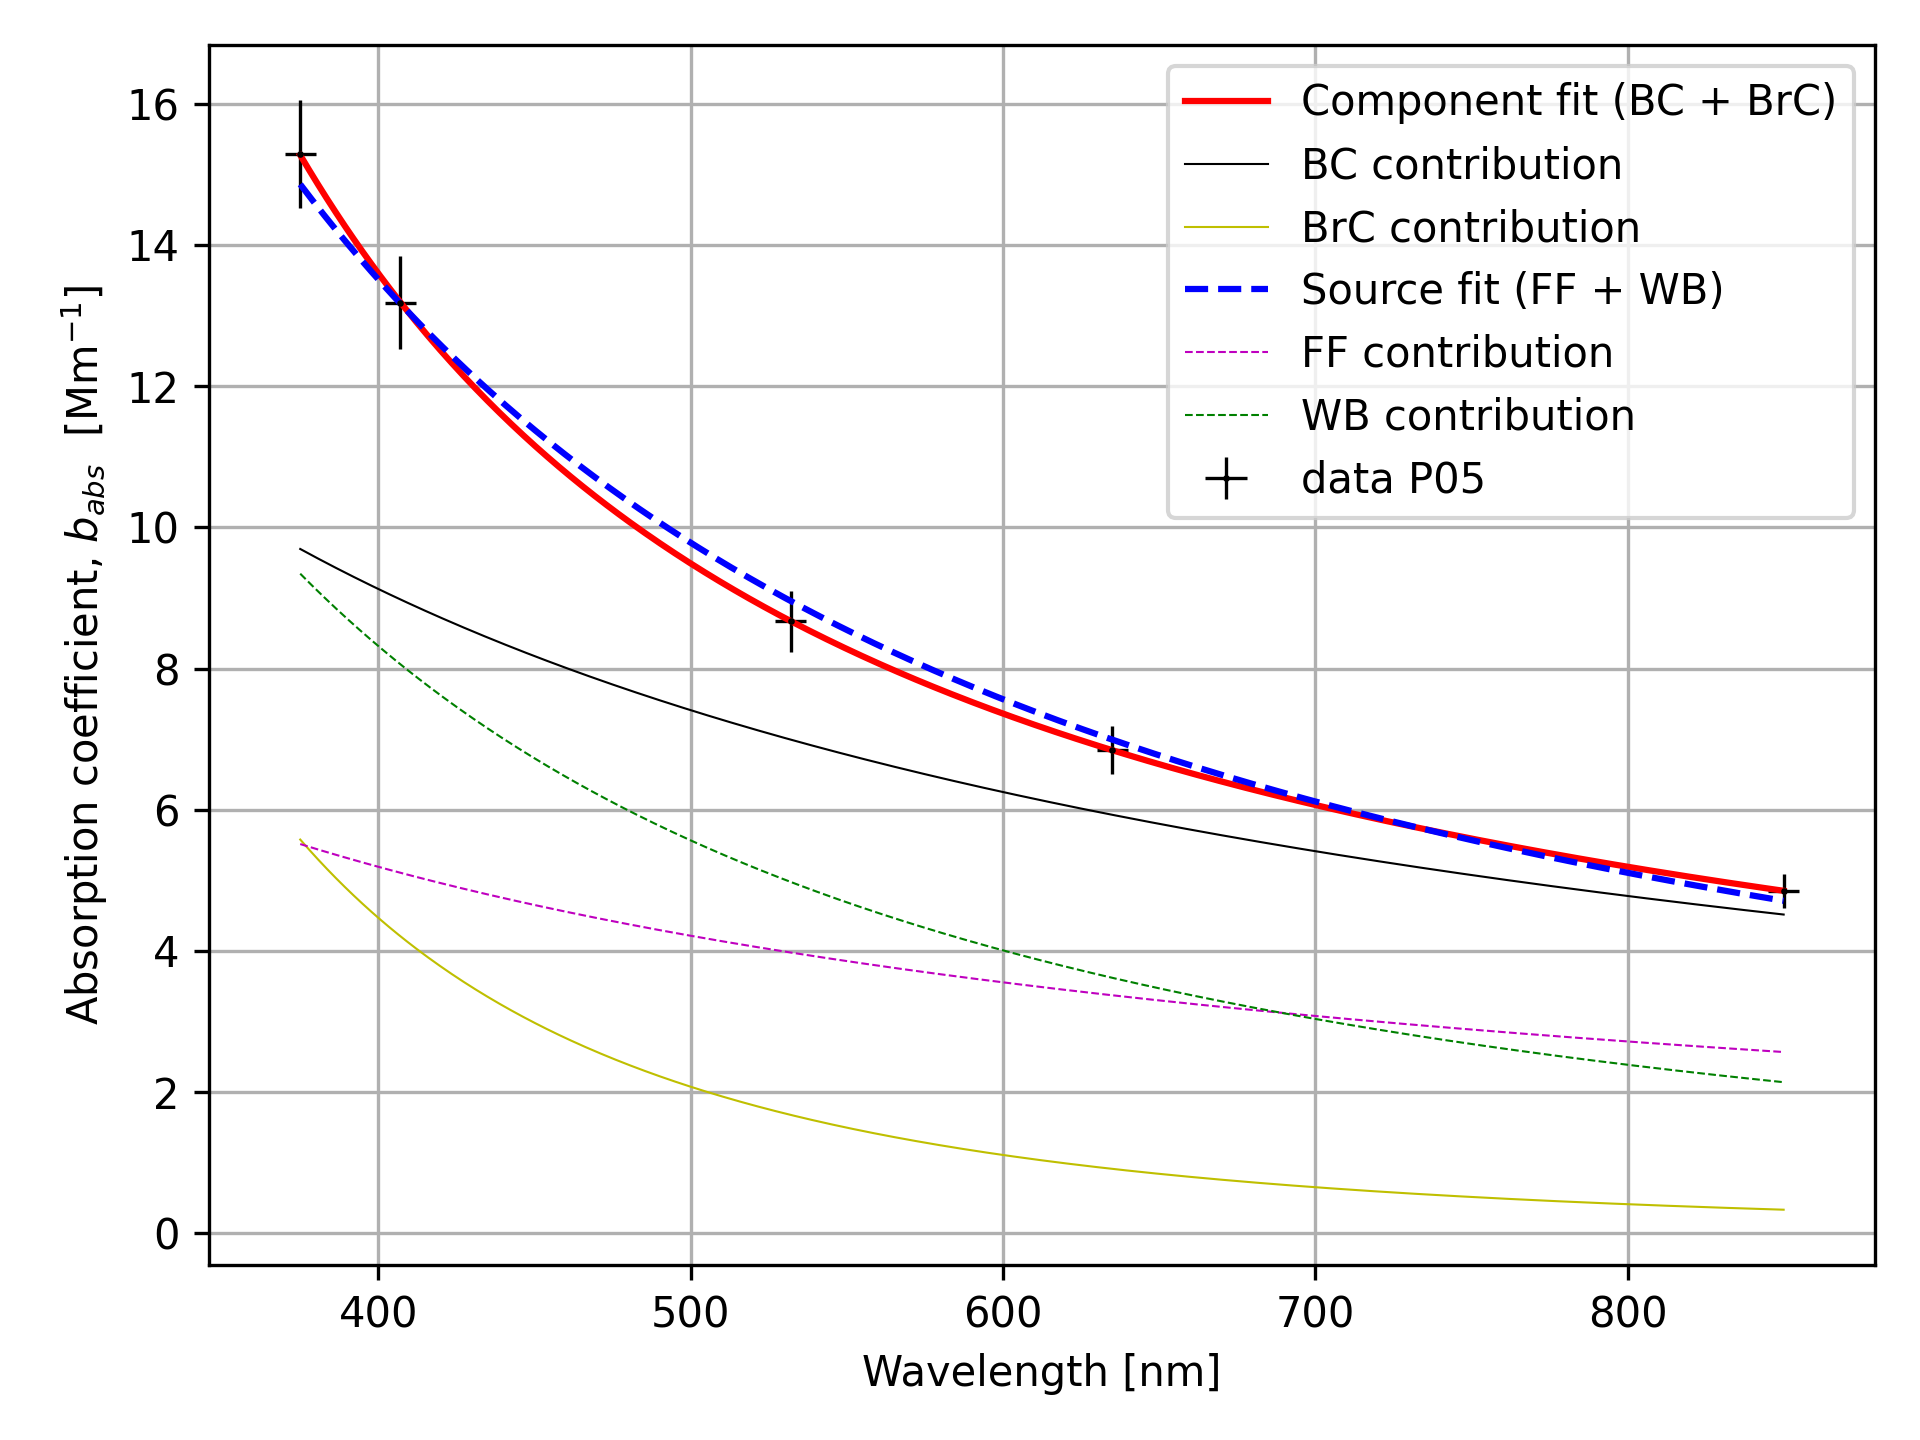 Component fit (BC + BrC)
BC contribution
BrC contribution
Source fit (FF + WB)
FF contribution
WB contribution
data P05
Absorption coefficient, b_abs [Mm⁻¹]
16
14
12
10
8
6
4
2
0
400 500 600 700 800
Wavelength [nm]